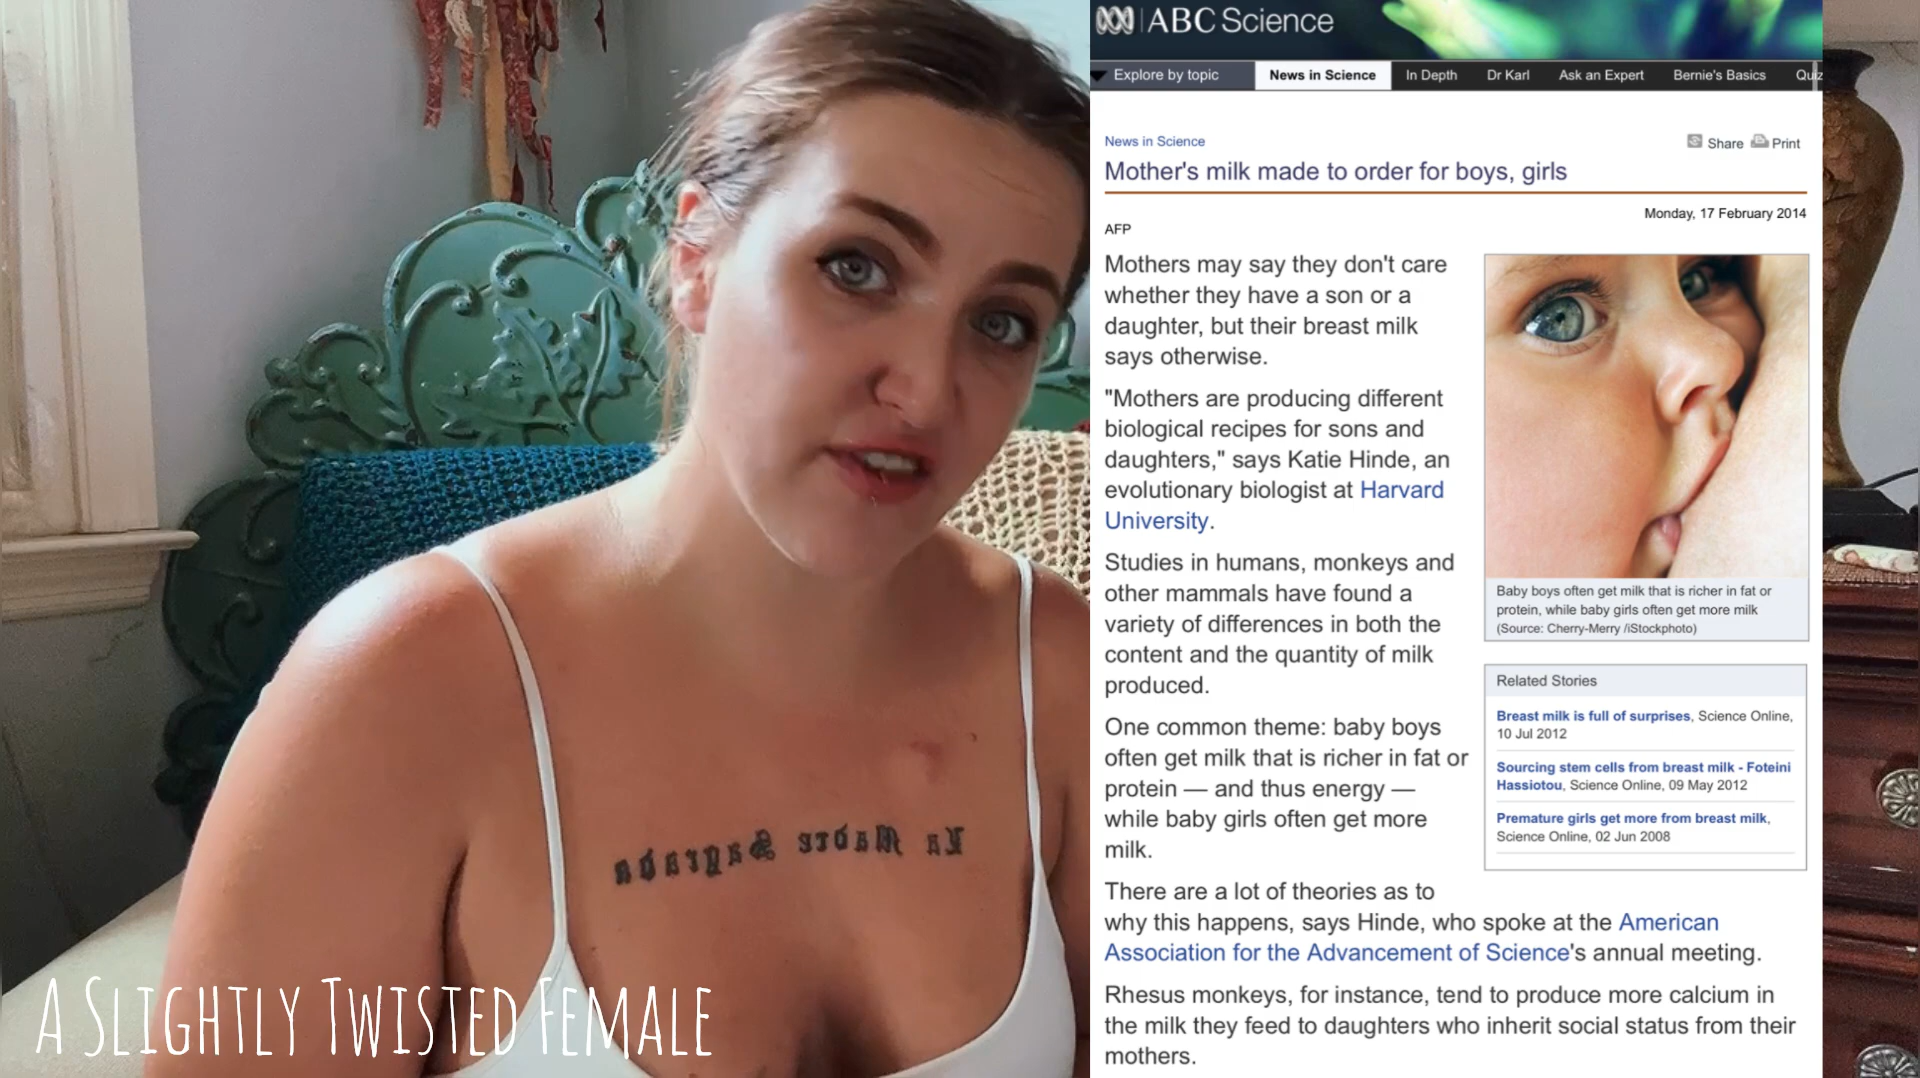 ABC Science
Explore by topic
News in Science
In Depth
Dr Karl
Ask an Expert
Bernie's Basics
Quiz
News in Science
Share
Print
Mother's milk made to order for boys, girls
Monday, 17 February 2014
AFP
Mothers may say they don't care
whether they have a son or a
daughter, but their breast milk
says otherwise.
"Mothers are producing different
biological recipes for sons and
daughters," says Katie Hinde, an
evolutionary biologist at Harvard
University.
Studies in humans, monkeys and
other mammals have found a
variety of differences in both the
content and the quantity of milk
produced.
One common theme: baby boys
often get milk that is richer in fat or
protein — and thus energy —
while baby girls often get more
milk.
Baby boys often get milk that is richer in fat or
protein, while baby girls often get more milk
(Source: Cherry-Merry /iStockphoto)
Related Stories
Breast milk is full of surprises, Science Online,
10 Jul 2012
Sourcing stem cells from breast milk - Foteini
Hassiotou, Science Online, 09 May 2012
Premature girls get more from breast milk,
Science Online, 02 Jun 2008
There are a lot of theories as to
why this happens, says Hinde, who spoke at the American
Association for the Advancement of Science's annual meeting.
Rhesus monkeys, for instance, tend to produce more calcium in
the milk they feed to daughters who inherit social status from their
mothers.
A Slightly Twisted Female